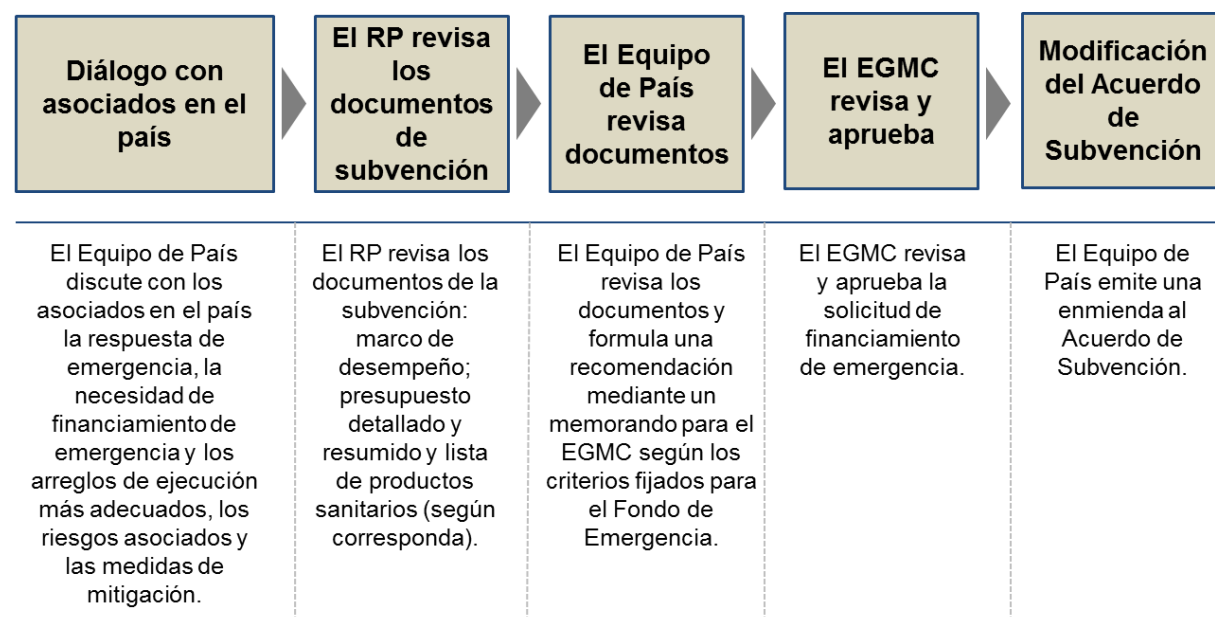 Diálogo con
asociados en el
país
El RP revisa
los
documentos
de
subvención
El Equipo
de País
revisa
documentos
El EGMC
revisa y
aprueba
Modificación
del Acuerdo
de
Subvención
El Equipo de País
discute con los
asociados en el país
la respuesta de
emergencia, la
necesidad de
financiamiento de
emergencia y los
arreglos de ejecución
más adecuados, los
riesgos asociados y
las medidas de
mitigación.
El RP revisa los
documentos de la
subvención:
marco de
desempeño;
presupuesto
detallado y
resumido y lista
de productos
sanitarios (según
corresponda).
El Equipo de País
revisa los
documentos y
formula una
recomendación
mediante un
memorando para el
EGMC según los
criterios fijados para
el Fondo de
Emergencia.
El EGMC revisa
y aprueba la
solicitud de
financiamiento
de emergencia.
El Equipo de
País emite una
enmienda al
Acuerdo de
Subvención.